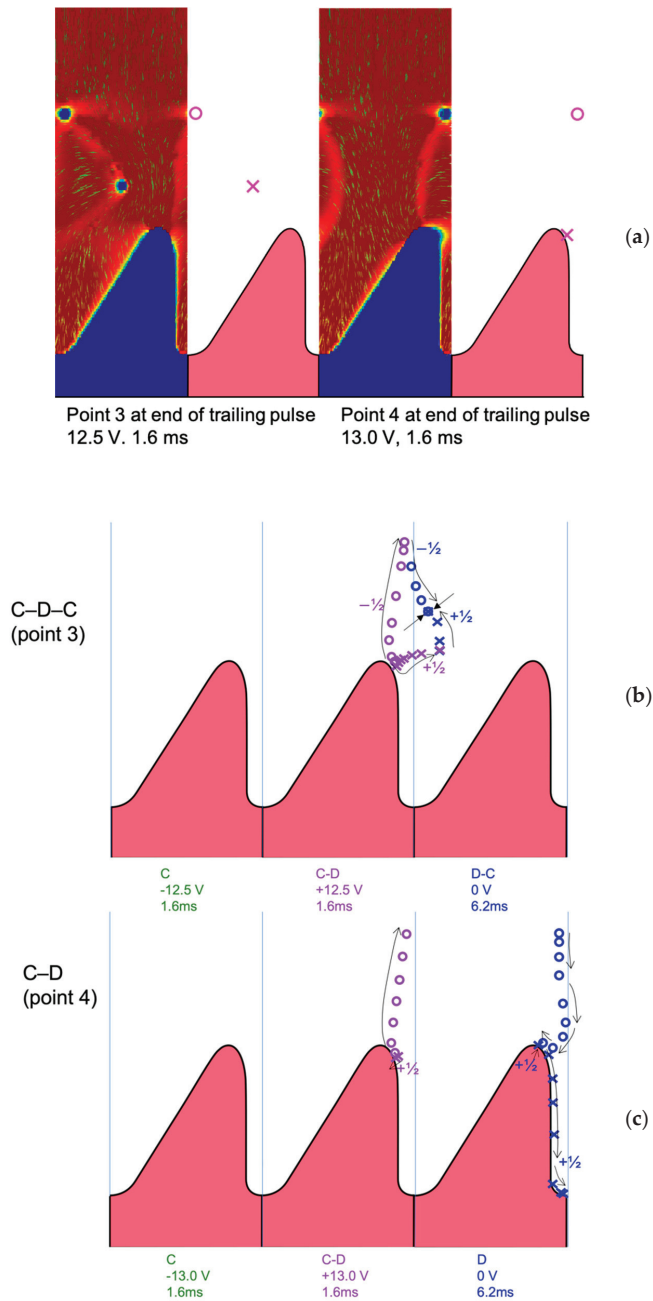 (a)
Point 3 at end of trailing pulse
12.5 V. 1.6 ms
Point 4 at end of trailing pulse
13.0 V, 1.6 ms
C–D–C
(point 3)
–½
–½
+½
+½
(b)
C
-12.5 V
1.6ms
C-D
+12.5 V
1.6ms
D-C
0 V
6.2ms
C–D
(point 4)
+½
+½
+½
(c)
C
-13.0 V
1.6ms
C-D
+13.0 V
1.6ms
D
0 V
6.2ms